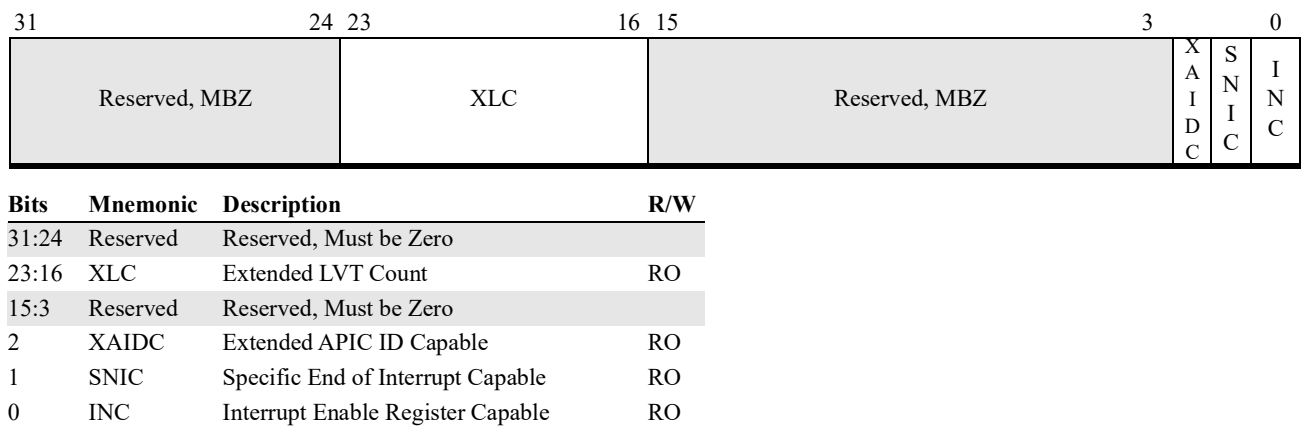 31 24 23 16 15 3 0
Reserved, MBZ XLC Reserved, MBZ XAIDC SNIC INC
Bits Mnemonic Description R/W
31:24 Reserved Reserved, Must be Zero
23:16 XLC Extended LVT Count RO
15:3 Reserved Reserved, Must be Zero
2 XAIDC Extended APIC ID Capable RO
1 SNIC Specific End of Interrupt Capable RO
0 INC Interrupt Enable Register Capable RO